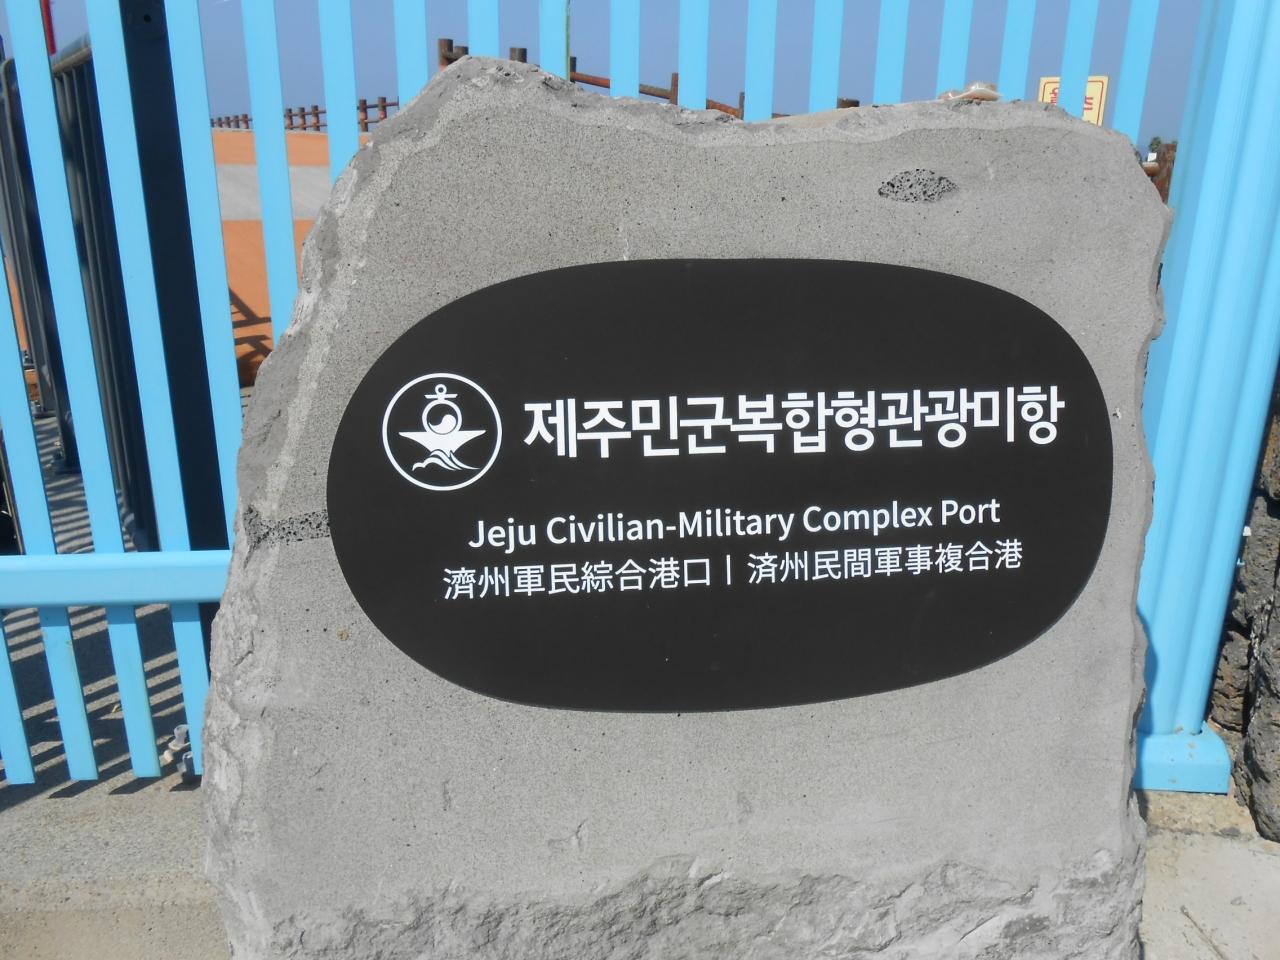 제주민군복합형관광미항
Jeju Civilian-Military Complex Port
濟州軍民綜合港口 | 済州民間軍事複合港